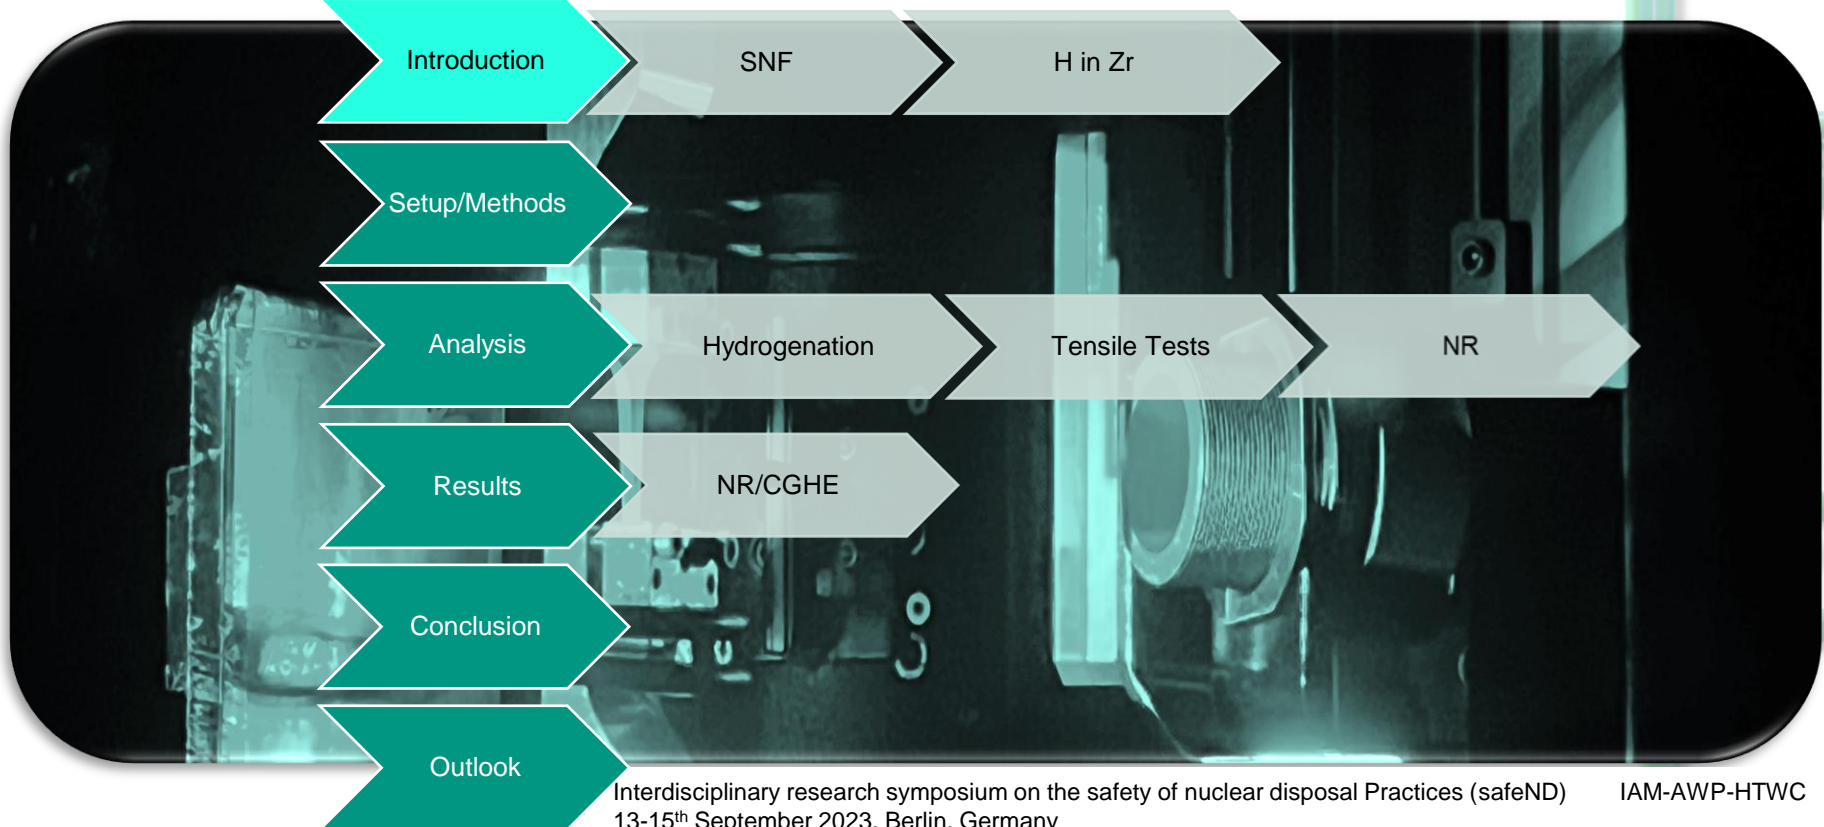 Introduction
SNF
H in Zr
Setup/Methods
Analysis
Hydrogenation
Tensile Tests
NR
Results
NR/CGHE
Conclusion
Outlook
Interdisciplinary research symposium on the safety of nuclear disposal Practices (safeND)
IAM-AWP-HTWC
13-15th September 2023, Berlin, Germany